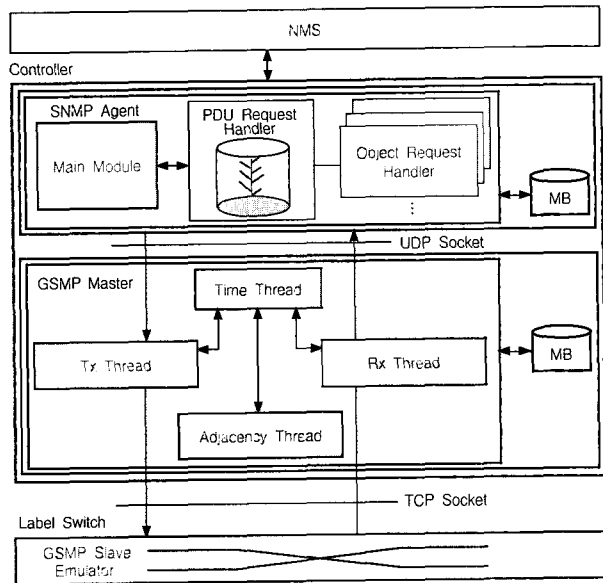 NMS
Controller
SNMP Agent
Main Module
PDU Request
Handler
Object Request
Handler
⋮
MB
UDP Socket
GSMP Master
Time Thread
Tx Thread
Rx Thread
MB
Adjacency Thread
TCP Socket
Label Switch
GSMP Slave
Emulator